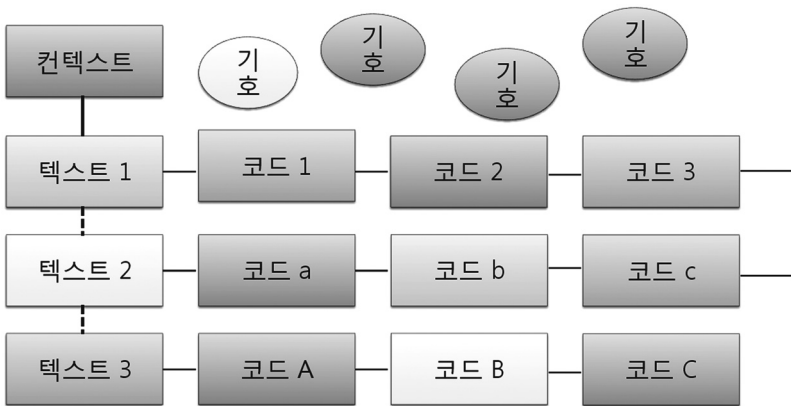 컨텍스트
기
호
기
호
기
호
기
호
텍스트 1
코드 1
코드 2
코드 3
텍스트 2
코드 a
코드 b
코드 c
텍스트 3
코드 A
코드 B
코드 C